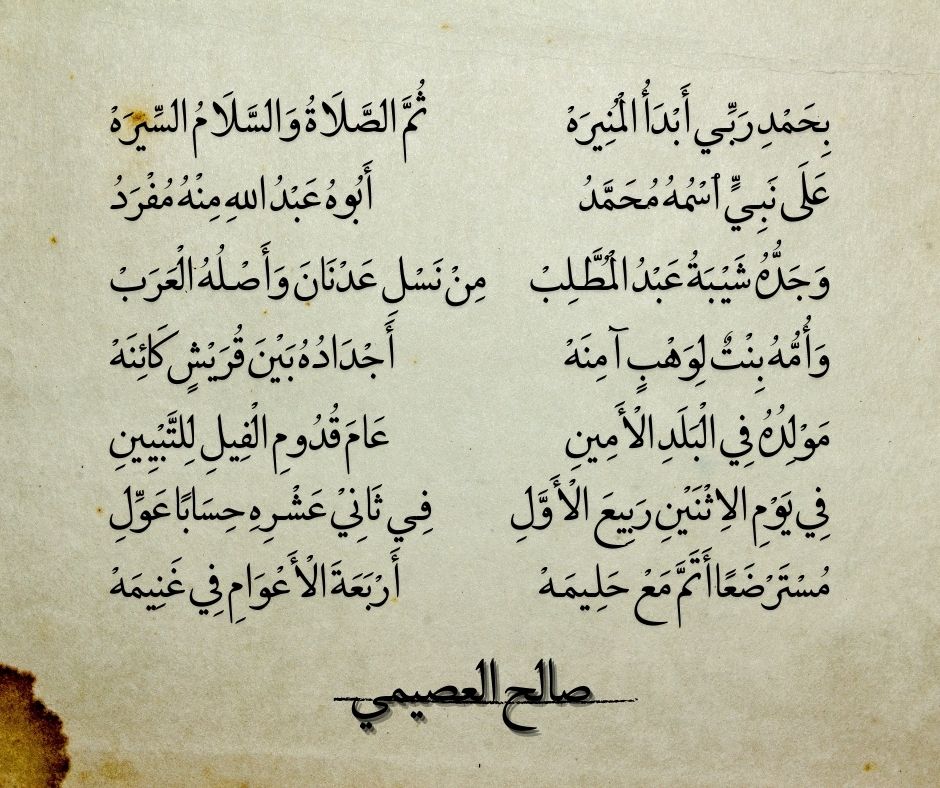 بِحَمْدِ رَبِّي أَبْدَأُ الْمُنِيرَهْ ثُمَّ الصَّلَاةُ وَالسَّلَامُ السِّيرَهْ
عَلَى نَبِيٍّ ٱسْمُهُ مُحَمَّدُ أَبُوهُ عَبْدُ اللهِ مِنْهُ مُفْرَدُ
وَجَدُّهُ شَيْبَةُ عَبْدُ الْمُطَّلِبْ مِنْ نَسْلِ عَدْنَانَ وَأَصْلُهُ الْعَرَبْ
وَأُمُّهُ بِنْتٌ لِوَهْبٍ آمِنَهْ أَجْدَادُهُ بَيْنَ قُرَيْشٍ كَائِنَهْ
مَوْلِدُهُ فِي الْبَلَدِ الْأَمِينِ عَامَ قُدُومِ الْفِيلِ لِلتَّبْيِينِ
فِي يَوْمِ الِاثْنَيْنِ رَبِيعَ الْأَوَّلِ فِي ثَانِيْ عَشْرِهِ حِسَابًا عَوِّلِ
مُسْتَرْضَعًا أَتَمَّ مَعْ حَلِيمَهْ أَرْبَعَةَ الْأَعْوَامِ فِي غَنِيمَهْ
صالح العصيمي